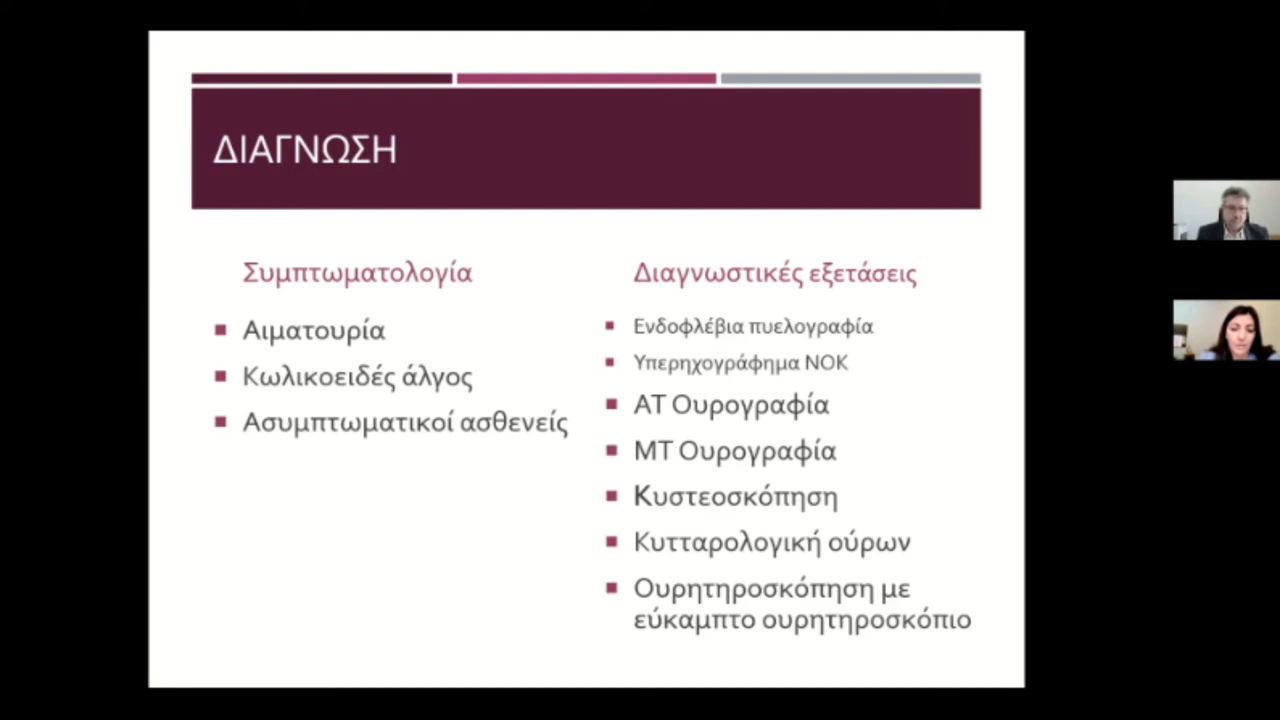 ΔΙΑΓΝΩΣΗ
Συμπτωματολογία
Αιματουρία
Κωλικοειδές άλγος
Ασυμπτωματικοί ασθενείς
Διαγνωστικές εξετάσεις
Ενδοφλέβια πυελογραφία
Υπερηχογράφημα ΝΟΚ
ΑΤ Ουρογραφία
ΜΤ Ουρογραφία
Κυστεοσκόπηση
Κυτταρολογική ούρων
Ουρητηροσκόπηση με
εύκαμπτο ουρητηροσκόπιο